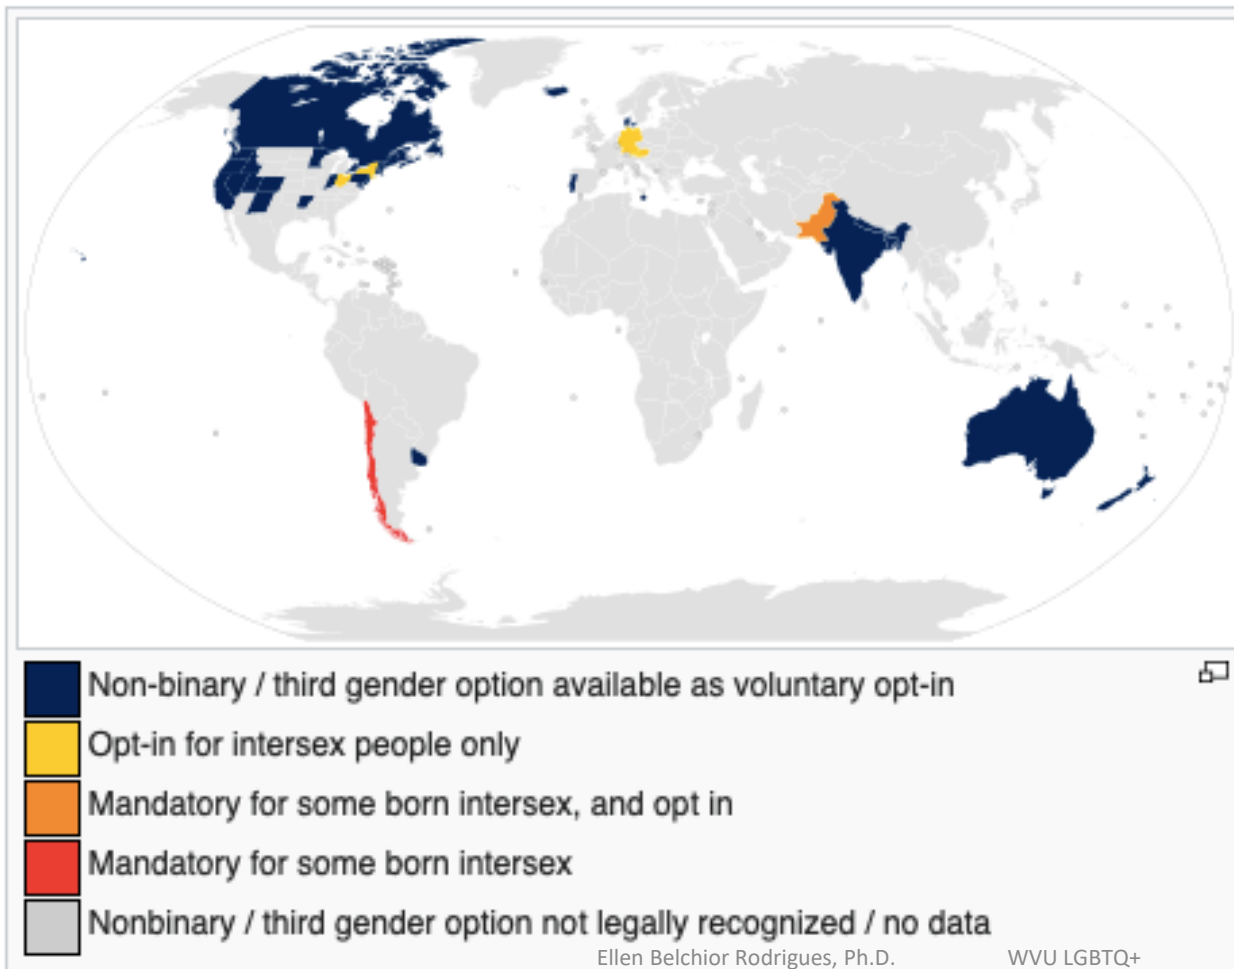 Non-binary / third gender option available as voluntary opt-in
Opt-in for intersex people only
Mandatory for some born intersex, and opt in
Mandatory for some born intersex
Nonbinary / third gender option not legally recognized / no data
Ellen Belchior Rodrigues, Ph.D. WVU LGBTQ+